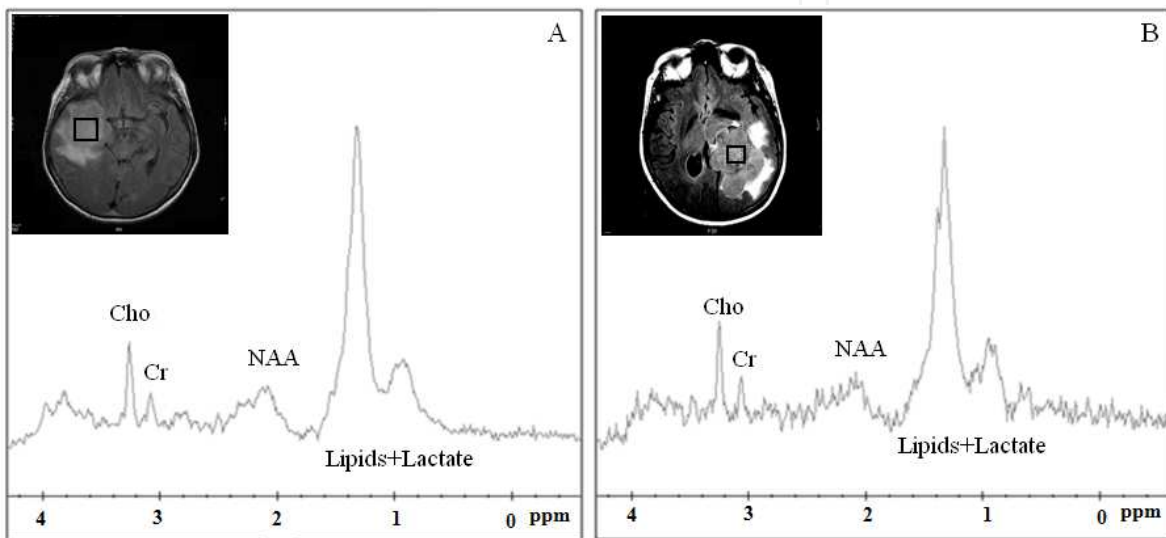 A
Cho
Cr
NAA
Lipids+Lactate
4 3 2 1 0 ppm
B
Cho
Cr
NAA
Lipids+Lactate
4 3 2 1 0 ppm